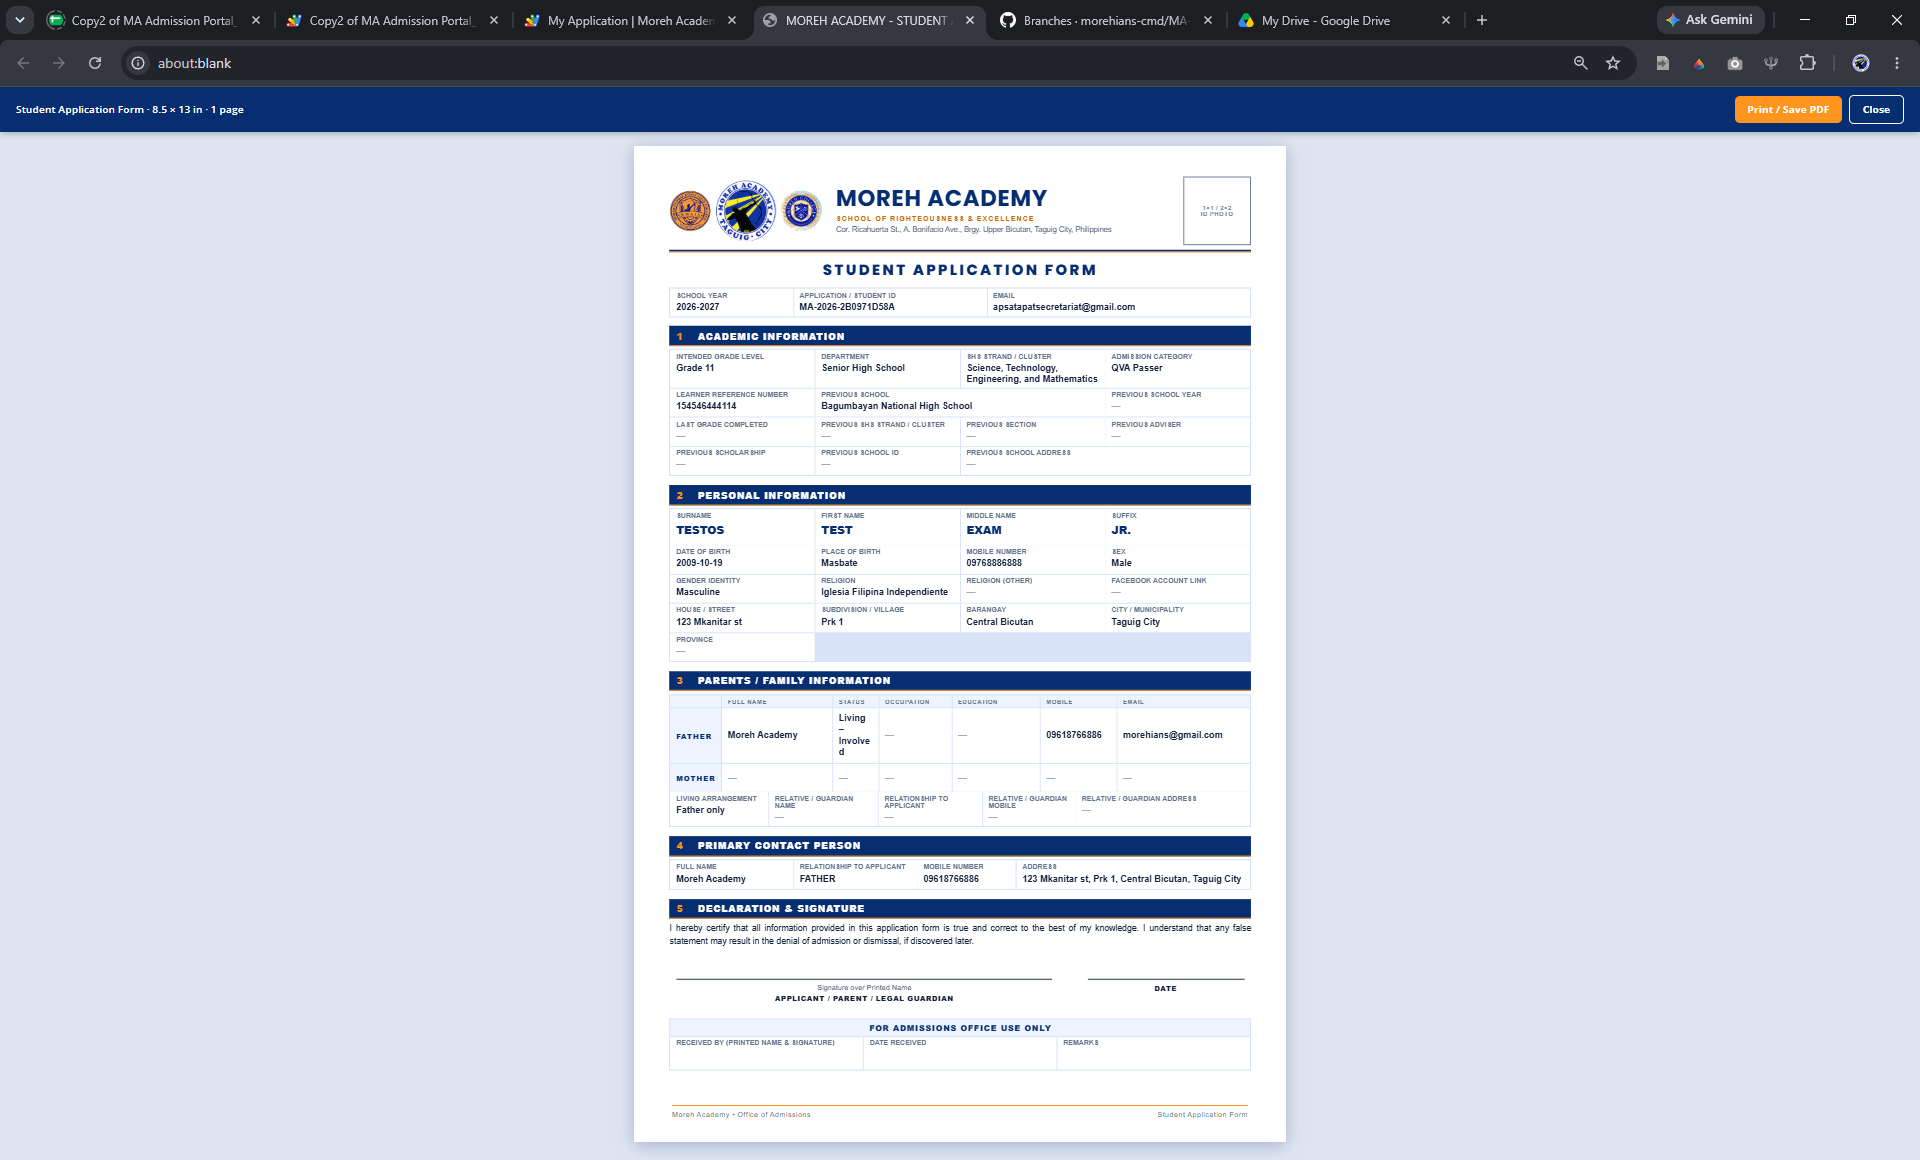 Copy2 of MA Admission Portal_
Copy2 of MA Admission Portal_
My Application | Moreh Academ
MOREH ACADEMY - STUDENT A
Branches · morehians-cmd/MA-
My Drive - Google Drive
Ask Gemini
about:blank
Student Application Form · 8.5 × 13 in · 1 page
Print / Save PDF
Close
MOREH ACADEMY
SCHOOL OF RIGHTEOUSNESS & EXCELLENCE
Cor. Ricahuerta St., A. Bonifacio Ave., Brgy. Upper Bicutan, Taguig City, Philippines
MOREH ACADEMY
TAGUIG · CITY
1×1 / 2×2
ID PHOTO
STUDENT APPLICATION FORM
SCHOOL YEAR
2026-2027
APPLICATION / STUDENT ID
MA-2026-2B0971D58A
EMAIL
apsatapatsecretariat@gmail.com
1 ACADEMIC INFORMATION
INTENDED GRADE LEVEL
Grade 11
DEPARTMENT
Senior High School
SHS STRAND / CLUSTER
Science, Technology,
Engineering, and Mathematics
ADMISSION CATEGORY
QVA Passer
LEARNER REFERENCE NUMBER
154546444114
PREVIOUS SCHOOL
Bagumbayan National High School
PREVIOUS SCHOOL YEAR
—
LAST GRADE COMPLETED
—
PREVIOUS SHS STRAND / CLUSTER
—
PREVIOUS SECTION
—
PREVIOUS ADVISER
—
PREVIOUS SCHOLARSHIP
—
PREVIOUS SCHOOL ID
—
PREVIOUS SCHOOL ADDRESS
—
2 PERSONAL INFORMATION
SURNAME
TESTOS
FIRST NAME
TEST
MIDDLE NAME
EXAM
SUFFIX
JR.
DATE OF BIRTH
2009-10-19
PLACE OF BIRTH
Masbate
MOBILE NUMBER
09768886888
SEX
Male
GENDER IDENTITY
Masculine
RELIGION
Iglesia Filipina Independiente
RELIGION (OTHER)
—
FACEBOOK ACCOUNT LINK
—
HOUSE / STREET
123 Mkanitar st
SUBDIVISION / VILLAGE
Prk 1
BARANGAY
Central Bicutan
CITY / MUNICIPALITY
Taguig City
PROVINCE
—
3 PARENTS / FAMILY INFORMATION
FULL NAME STATUS OCCUPATION EDUCATION MOBILE EMAIL
FATHER
Moreh Academy
Living
–
Involve
d
—
—
09618766886
morehians@gmail.com
MOTHER — — — — — —
LIVING ARRANGEMENT
Father only
RELATIVE / GUARDIAN
NAME
—
RELATIONSHIP TO
APPLICANT
—
RELATIVE / GUARDIAN
MOBILE
—
RELATIVE / GUARDIAN ADDRESS
—
4 PRIMARY CONTACT PERSON
FULL NAME
Moreh Academy
RELATIONSHIP TO APPLICANT
FATHER
MOBILE NUMBER
09618766886
ADDRESS
123 Mkanitar st, Prk 1, Central Bicutan, Taguig City
5 DECLARATION & SIGNATURE
I hereby certify that all information provided in this application form is true and correct to the best of my knowledge. I understand that any false
statement may result in the denial of admission or dismissal, if discovered later.
Signature over Printed Name
APPLICANT / PARENT / LEGAL GUARDIAN
DATE
FOR ADMISSIONS OFFICE USE ONLY
RECEIVED BY (PRINTED NAME & SIGNATURE)
DATE RECEIVED
REMARKS
Moreh Academy • Office of Admissions
Student Application Form